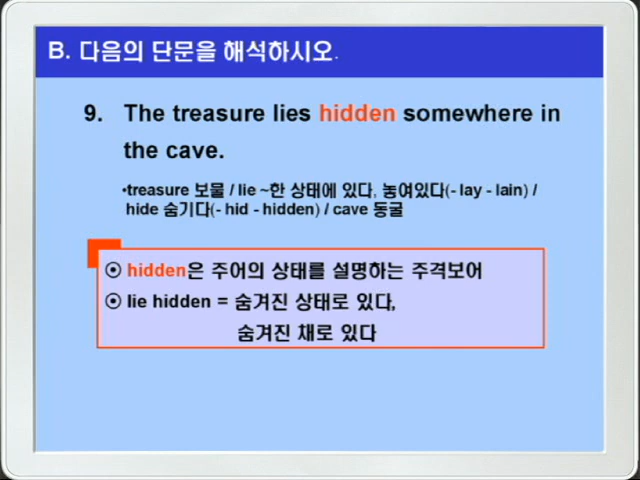 B. 다음의 단문을 해석하시오.
9. The treasure lies hidden somewhere in
the cave.
•treasure 보물 / lie ~한 상태에 있다, 놓여있다(- lay - lain) /
hide 숨기다(- hid - hidden) / cave 동굴
⊙ hidden은 주어의 상태를 설명하는 주격보어
⊙ lie hidden = 숨겨진 상태로 있다,
숨겨진 채로 있다